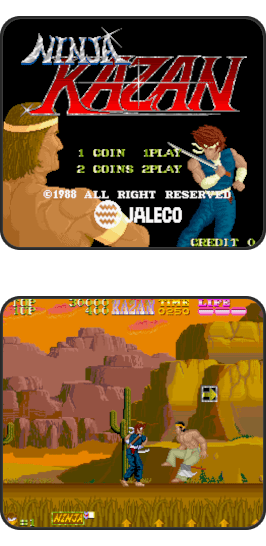 NINJA
KAZAN
1 COIN 1PLAY
2 COINS 2PLAY
©1988 ALL RIGHT RESERVED
JALECO
CREDIT 0
TOP 30000 KAZAN TIME LIFE
1UP 400 0250
NINJA